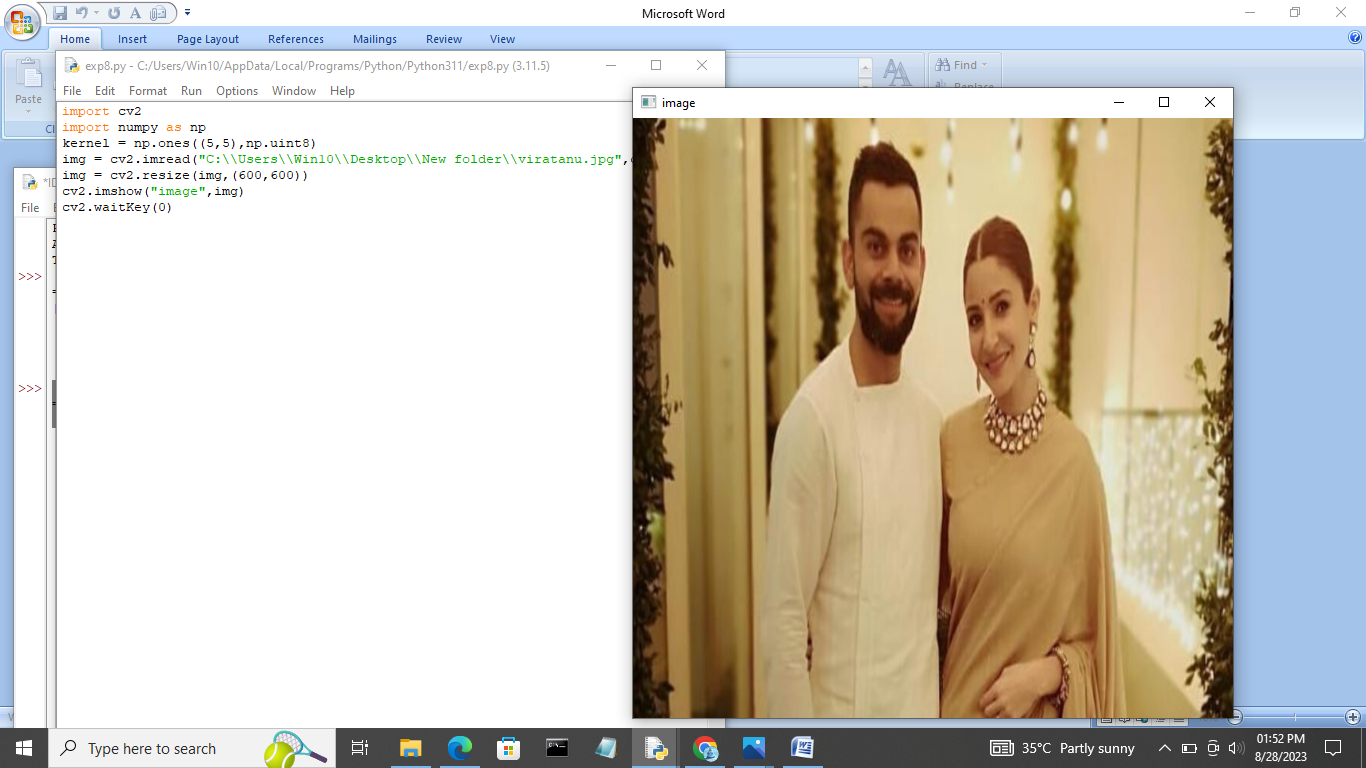 Microsoft Word
Home Insert Page Layout References Mailings Review View
Paste
Find
Replace
exp8.py - C:/Users/Win10/AppData/Local/Programs/Python/Python311/exp8.py (3.11.5)
File Edit Format Run Options Window Help
import cv2
import numpy as np
kernel = np.ones((5,5),np.uint8)
img = cv2.imread("C:\\Users\\Win10\\Desktop\\New folder\\viratanu.jpg",
img = cv2.resize(img,(600,600))
cv2.imshow("image",img)
cv2.waitKey(0)
image
File
>>>
>>>
Type here to search
35°C Partly sunny
01:52 PM
8/28/2023